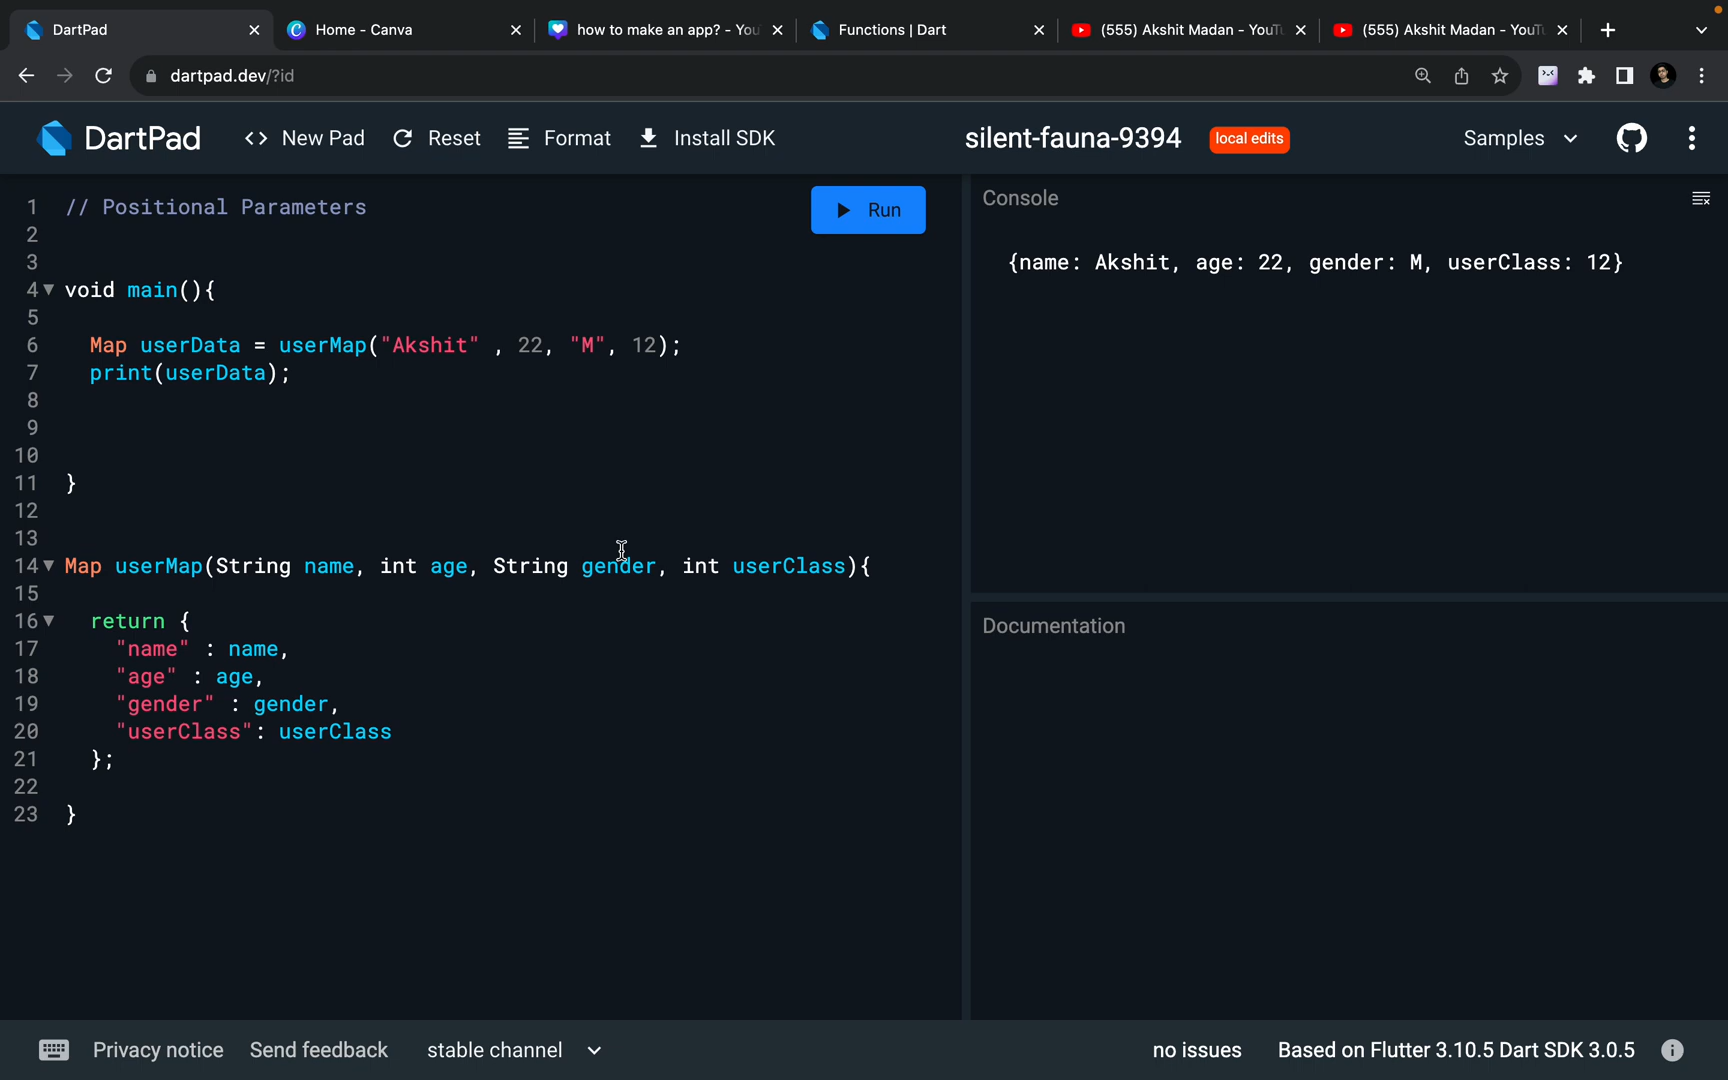 DartPad
Home - Canva
how to make an app? - You
Functions | Dart
(555) Akshit Madan - YouTu
(555) Akshit Madan - YouTu
dartpad.dev/?id
DartPad
<> New Pad
Reset
Format
Install SDK
silent-fauna-9394
local edits
Samples
1 // Positional Parameters
2
3
4 void main(){
5
6 Map userData = userMap("Akshit" , 22, "M", 12);
7 print(userData);
8
9
10
11 }
12
13
14 Map userMap(String name, int age, String gender, int userClass){
15
16 return {
17 "name" : name,
18 "age" : age,
19 "gender" : gender,
20 "userClass": userClass
21 };
22
23 }
Run
Console
{name: Akshit, age: 22, gender: M, userClass: 12}
Documentation
Privacy notice
Send feedback
stable channel
no issues
Based on Flutter 3.10.5 Dart SDK 3.0.5